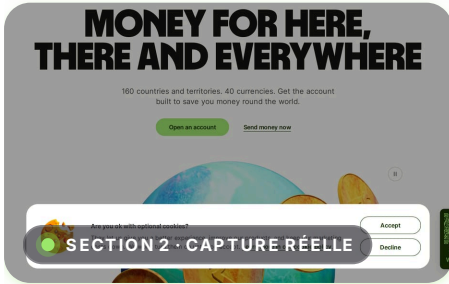 MONEY FOR HERE,
THERE AND EVERYWHERE
160 countries and territories. 40 currencies. Get the account
built to save you money round the world.
Open an account
Send money now
Are you ok with optional cookies?
Accept
SECTION 2 - CAPTURE RÉELLE
Decline